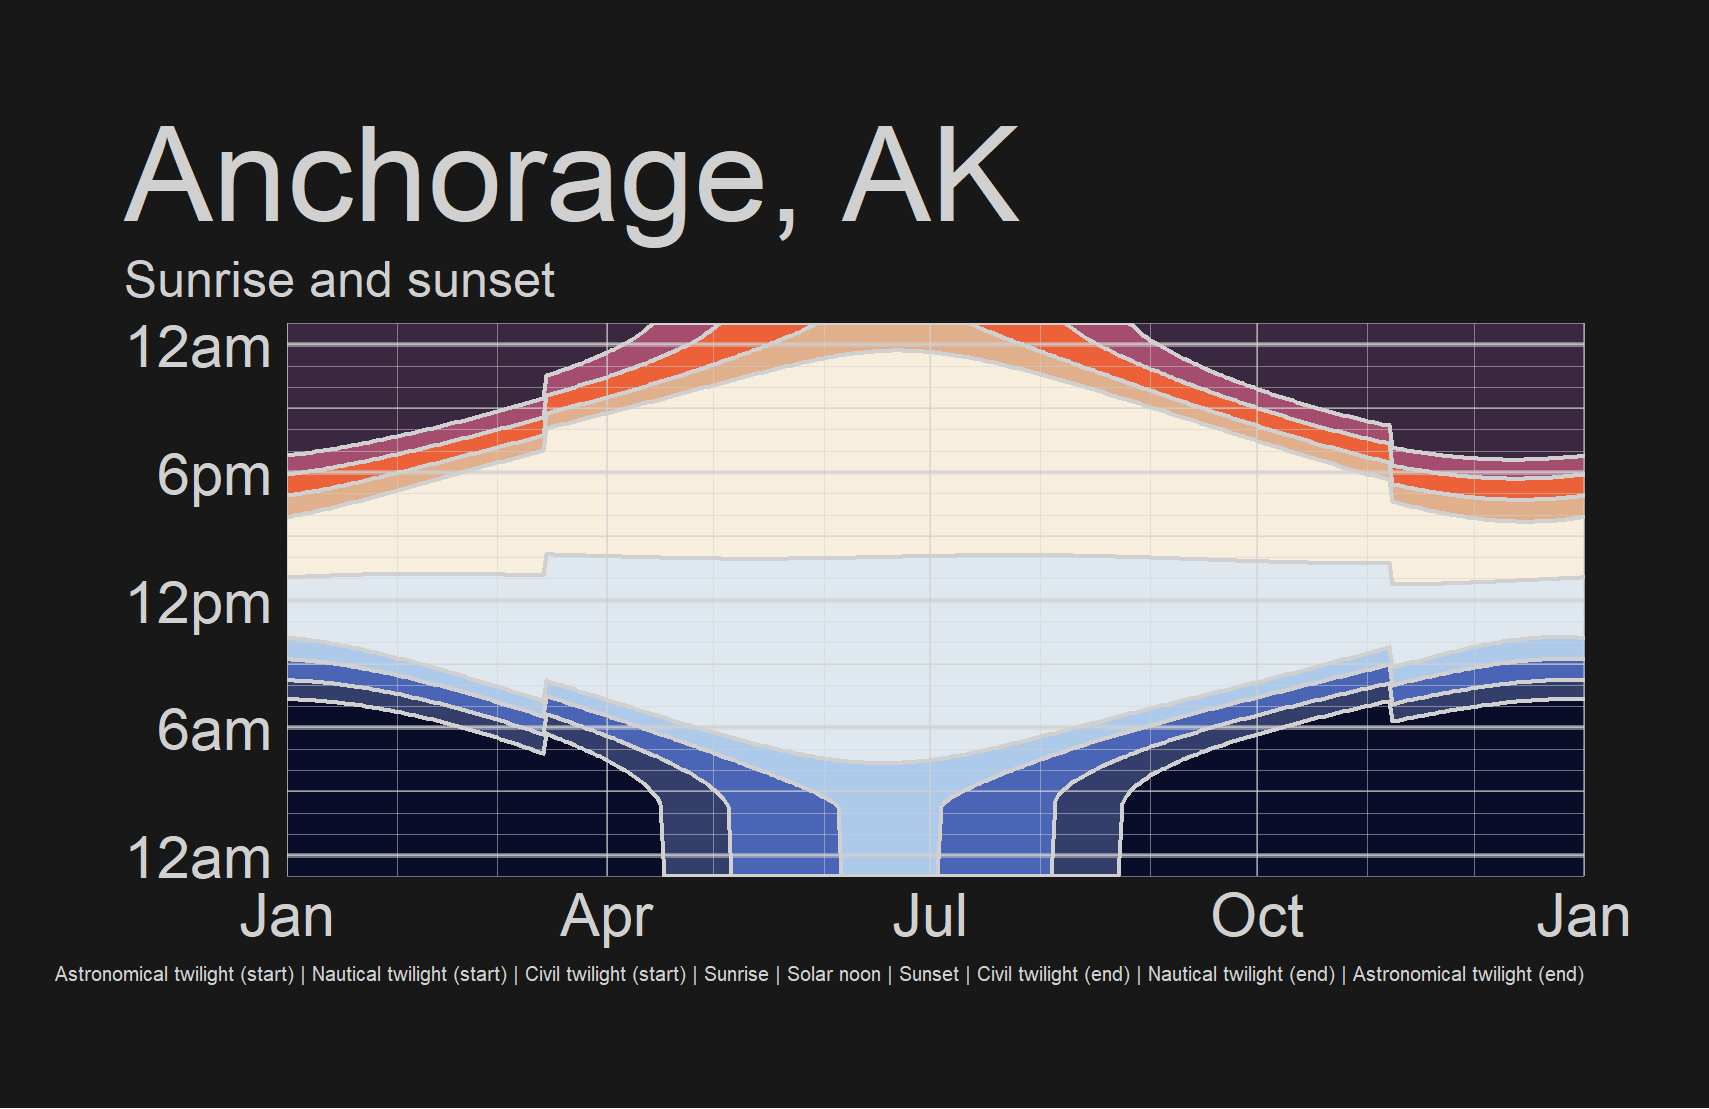 Anchorage, AK
Sunrise and sunset
12am
6pm
12pm
6am
12am
Jan Apr Jul Oct Jan
Astronomical twilight (start) | Nautical twilight (start) | Civil twilight (start) | Sunrise | Solar noon | Sunset | Civil twilight (end) | Nautical twilight (end) | Astronomical twilight (end)